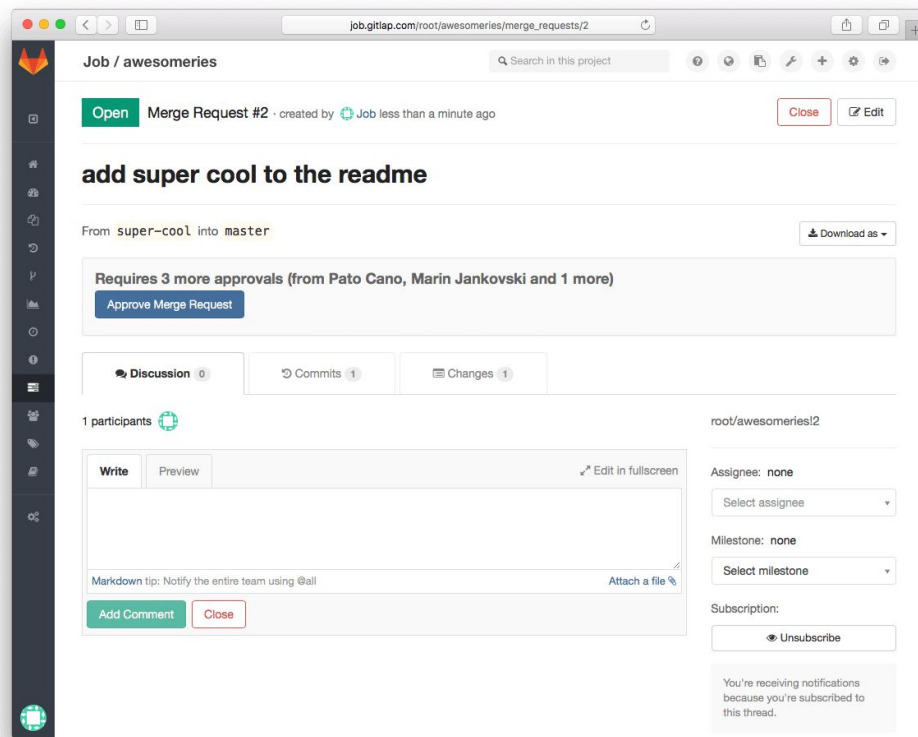 job.gitlap.com/root/awesomeries/merge_requests/2
Job / awesomeries
Search in this project
Open Merge Request #2 · created by Job less than a minute ago
Close Edit
add super cool to the readme
From super-cool into master
Download as
Requires 3 more approvals (from Pato Cano, Marin Jankovski and 1 more)
Approve Merge Request
Discussion 0 Commits 1 Changes 1
1 participants
root/awesomeries!2
Write Preview Edit in fullscreen
Assignee: none
Select assignee
Milestone: none
Select milestone
Markdown tip: Notify the entire team using @all Attach a file
Add Comment Close
Subscription:
Unsubscribe
You're receiving notifications
because you're subscribed to
this thread.